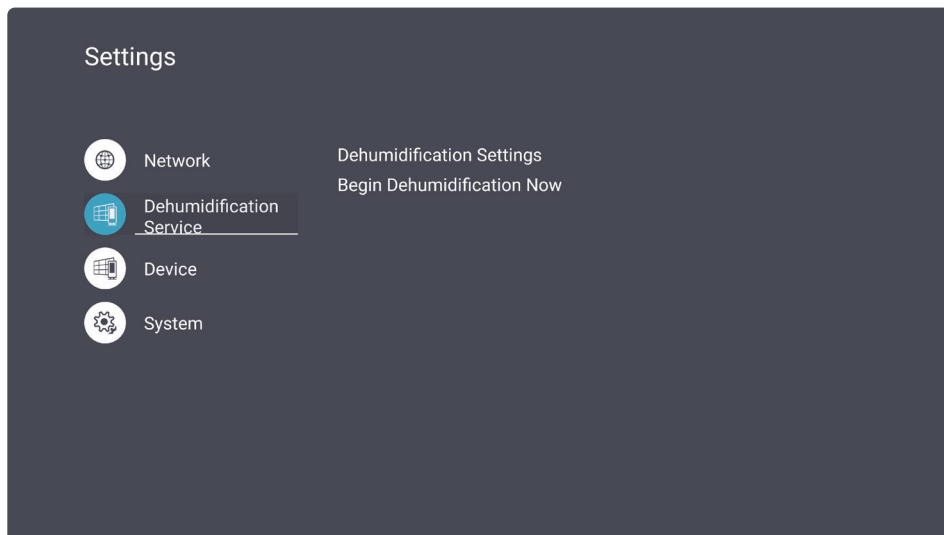 Settings
Network
Dehumidification
Service
Device
System
Dehumidification Settings
Begin Dehumidification Now